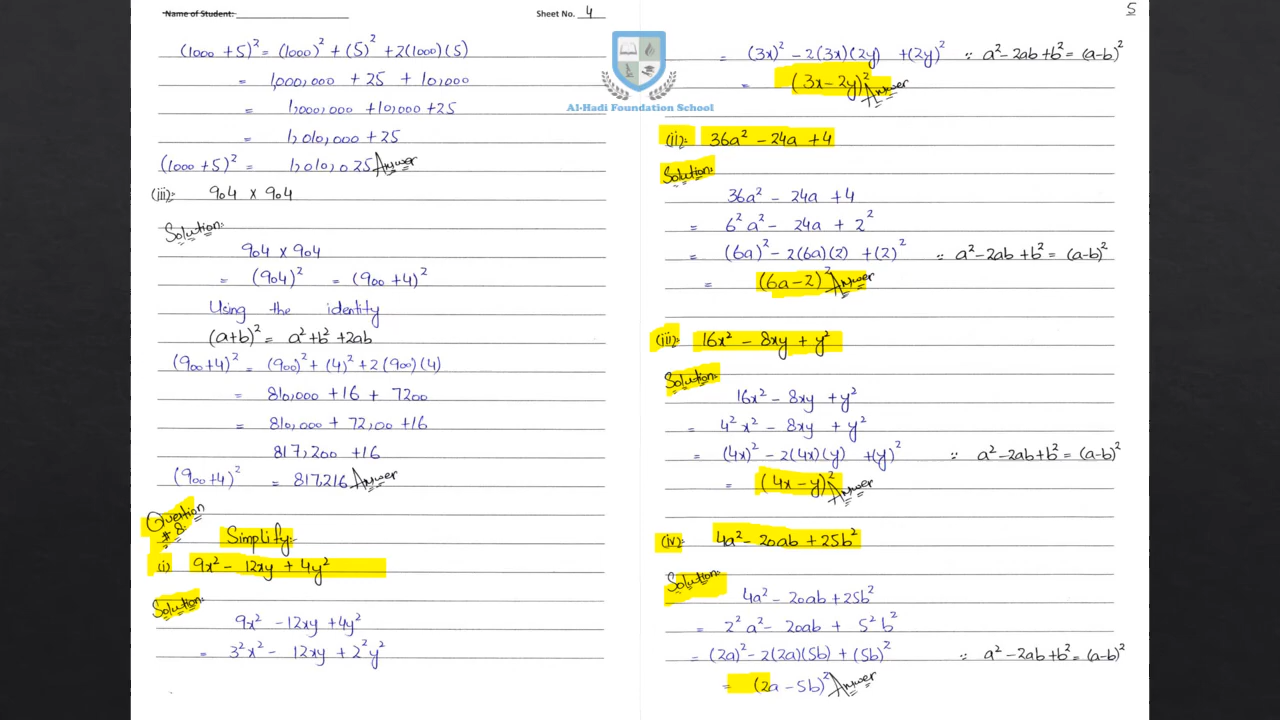 Name of Student:
Sheet No. 4
(1000 +5)² = (1000)² + (5)² + 2(1000)(5)
= 1,000,000 + 25 + 10,000
= 1,000,000 + 10,000 + 25
= 1,010,000 + 25
(1000 +5)² = 1,010,025 Answer
(iii): 904 × 904
Solution:
904 × 904
= (904)² = (900 +4)²
Using the identity
(a+b)² = a²+b²+2ab
(900+4)² = (900)² + (4)² + 2(900)(4)
= 810,000 + 16 + 7200
= 810,000 + 72,00 +16
817,200 +16
(900+4)² = 817,216 Answer
Question # 8: Simplify:
(i) 9x² - 12xy + 4y²
Solution:
9x² - 12xy + 4y²
= 3²x² - 12xy + 2²y²
Al-Hadi Foundation School
5
= (3x)² - 2(3x)(2y) + (2y)² ∵ a²-2ab+b² = (a-b)²
= (3x-2y)² Answer
(ii): 36a² - 24a + 4
Solution:
36a² - 24a + 4
= 6²a² - 24a + 2²
= (6a)² - 2(6a)(2) + (2)² ∵ a²-2ab+b² = (a-b)²
= (6a-2)² Answer
(iii): 16x² - 8xy + y²
Solution:
16x² - 8xy + y²
= 4²x² - 8xy + y²
= (4x)² - 2(4x)(y) + (y)² ∵ a²-2ab+b² = (a-b)²
= (4x-y)² Answer
(iv): 4a² - 20ab + 25b²
Solution:
4a² - 20ab + 25b²
= 2²a² - 20ab + 5²b²
= (2a)² - 2(2a)(5b) + (5b)² ∵ a²-2ab+b² = (a-b)²
= (2a-5b)² Answer